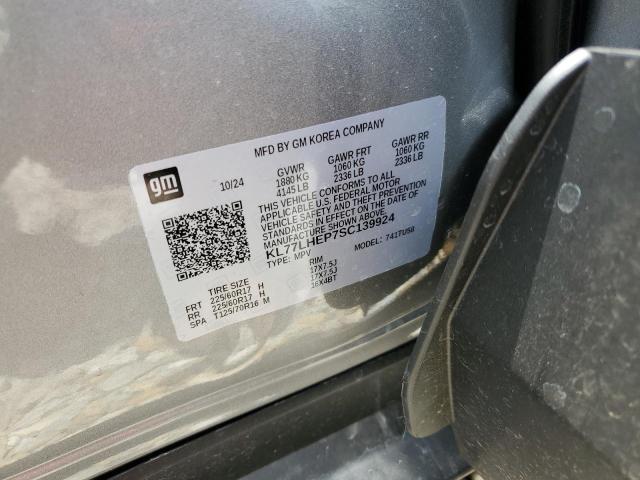 MFD BY GM KOREA COMPANY
gm 10/24 GVWR GAWR FRT GAWR RR
1880 KG 1060 KG 1060 KG
4145 LB 2336 LB 2336 LB
THIS VEHICLE CONFORMS TO ALL
APPLICABLE U.S. FEDERAL MOTOR
VEHICLE SAFETY AND THEFT PREVENTION
STANDARDS IN EFFECT ON THE DATE OF
MANUFACTURE SHOWN ABOVE.
KL77LHEP7SC139924
TYPE: MPV MODEL: 741TU58
TIRE SIZE RIM
FRT 225/60R17 H 17X7.5J
RR 225/60R17 H 17X7.5J
SPA T125/70R16 M 16X4BT